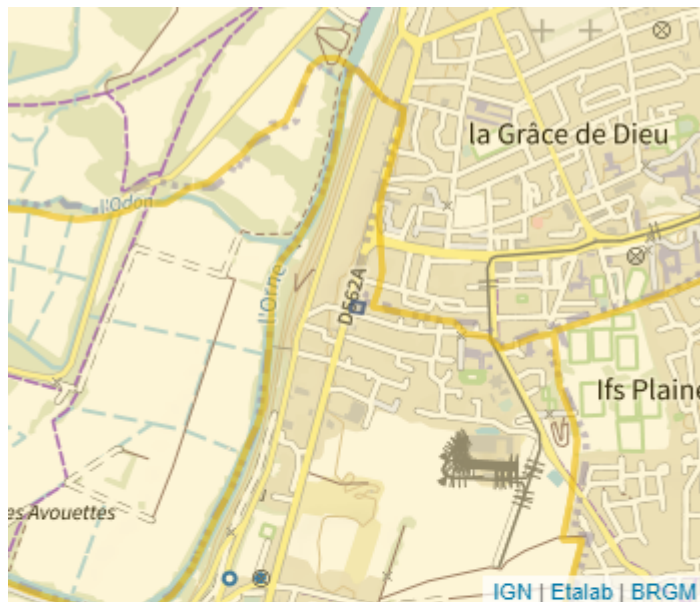 la Grâce de Dieu
l'Odon
l'Orne
D562A
Ifs Plaine
es Avouettes
IGN | Etalab | BRGM